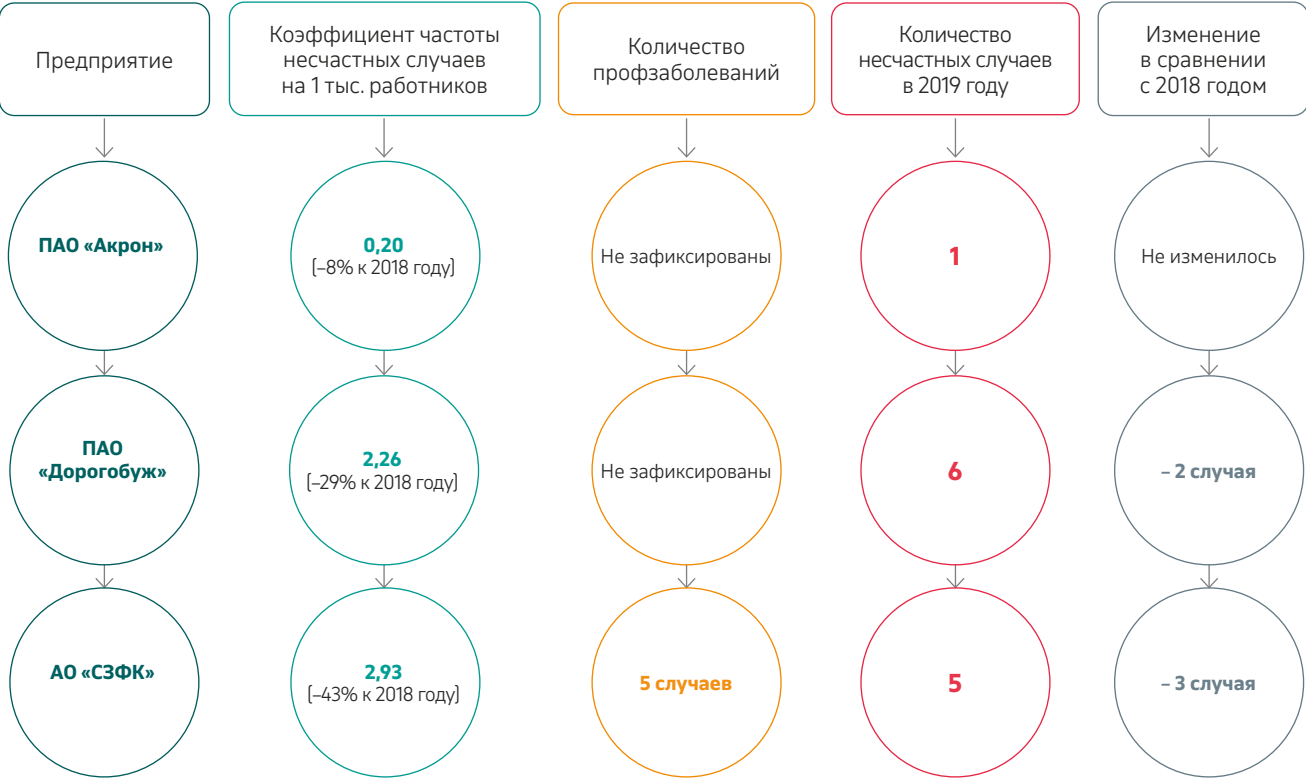 Предприятие
Коэффициент частоты
несчастных случаев
на 1 тыс. работников
Количество
профзаболеваний
Количество
несчастных случаев
в 2019 году
Изменение
в сравнении
с 2018 годом
ПАО «Акрон»
0,20
(–8% к 2018 году)
Не зафиксированы
1
Не изменилось
ПАО
«Дорогобуж»
2,26
(–29% к 2018 году)
Не зафиксированы
6
– 2 случая
АО «СЗФК»
2,93
(–43% к 2018 году)
5 случаев
5
– 3 случая